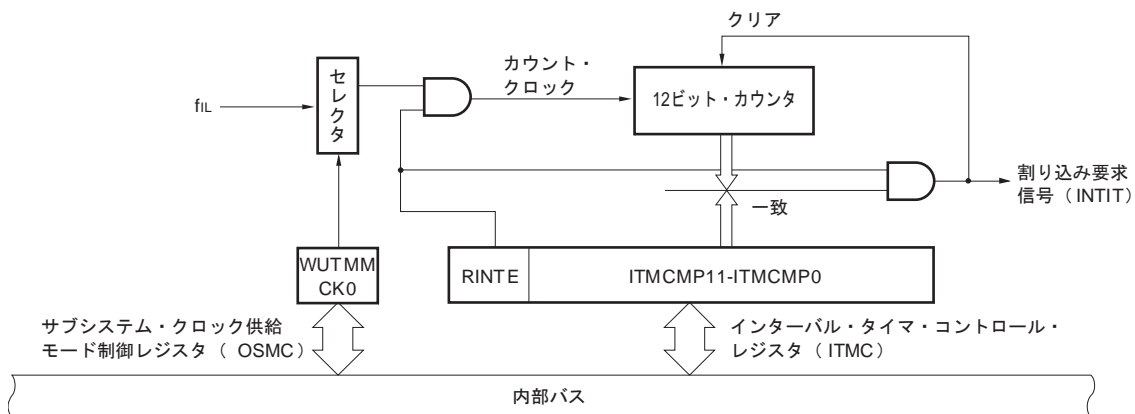 クリア
カウント・
クロック
セレクタ
12ビット・カウンタ
fIL
割り込み要求
信号（INTIT）
一致
WUTMM
CK0
RINTE
ITMCMP11-ITMCMP0
サブシステム・クロック供給
モード制御レジスタ（ OSMC）
インターバル・タイマ・コントロール・
レジスタ（ ITMC）
内部バス